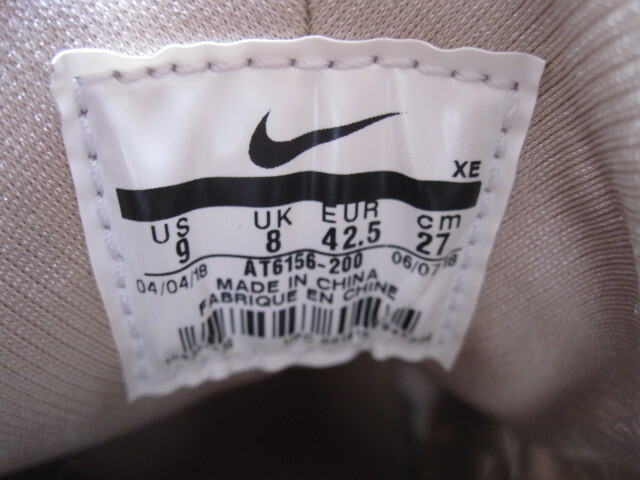 XE
US UK EUR cm
9 8 42.5 27
04/04/18 AT6156-200 06/07/18
MADE IN CHINA
FABRIQUE EN CHINE